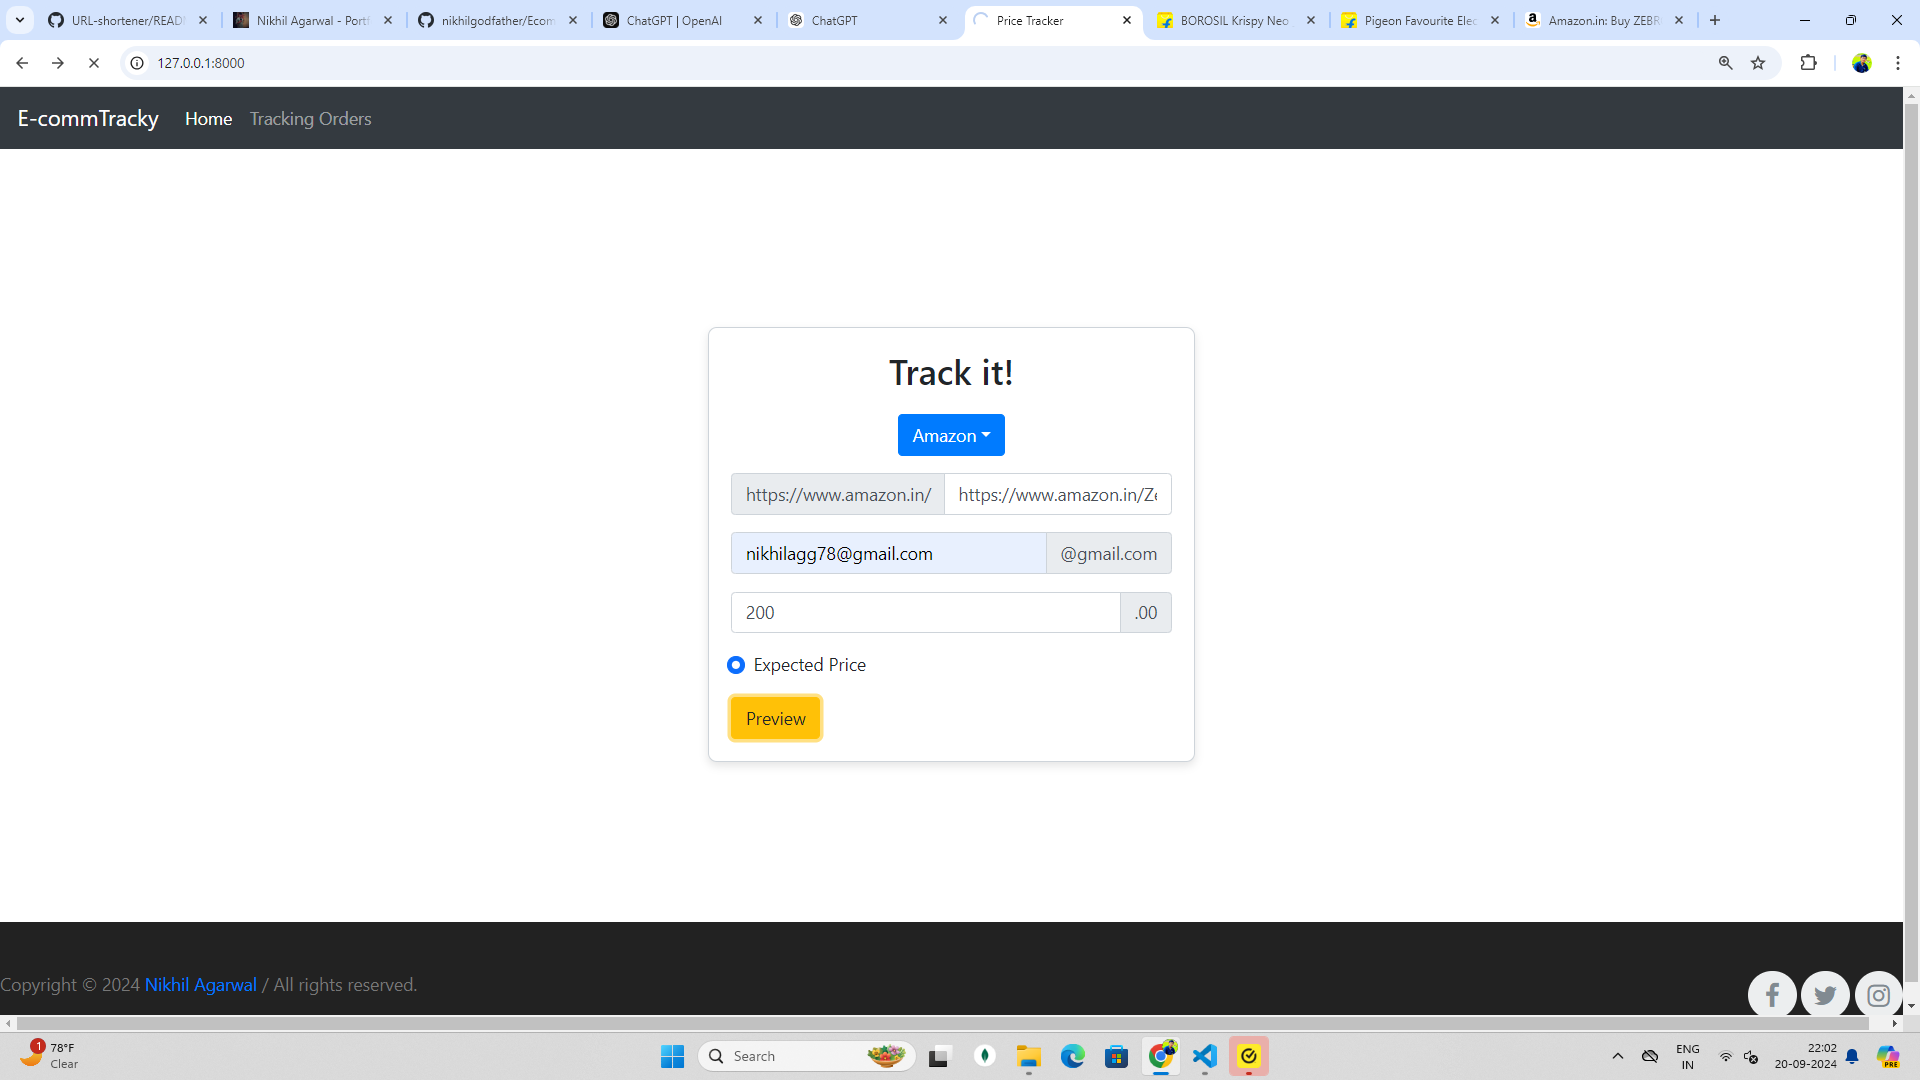 URL-shortener/READ
Nikhil Agarwal - Portf
nikhilgodfather/Ecom
ChatGPT | OpenAI
ChatGPT
Price Tracker
BOROSIL Krispy Neo
Pigeon Favourite Elec
Amazon.in: Buy ZEBR
127.0.0.1:8000
E-commTracky Home Tracking Orders
Track it!
Amazon
https://www.amazon.in/ https://www.amazon.in/Ze
nikhilagg78@gmail.com @gmail.com
200 .00
Expected Price
Preview
Copyright © 2024 Nikhil Agarwal / All rights reserved.
1
78°F
Clear
Search
ENG
IN
22:02
20-09-2024
PRE